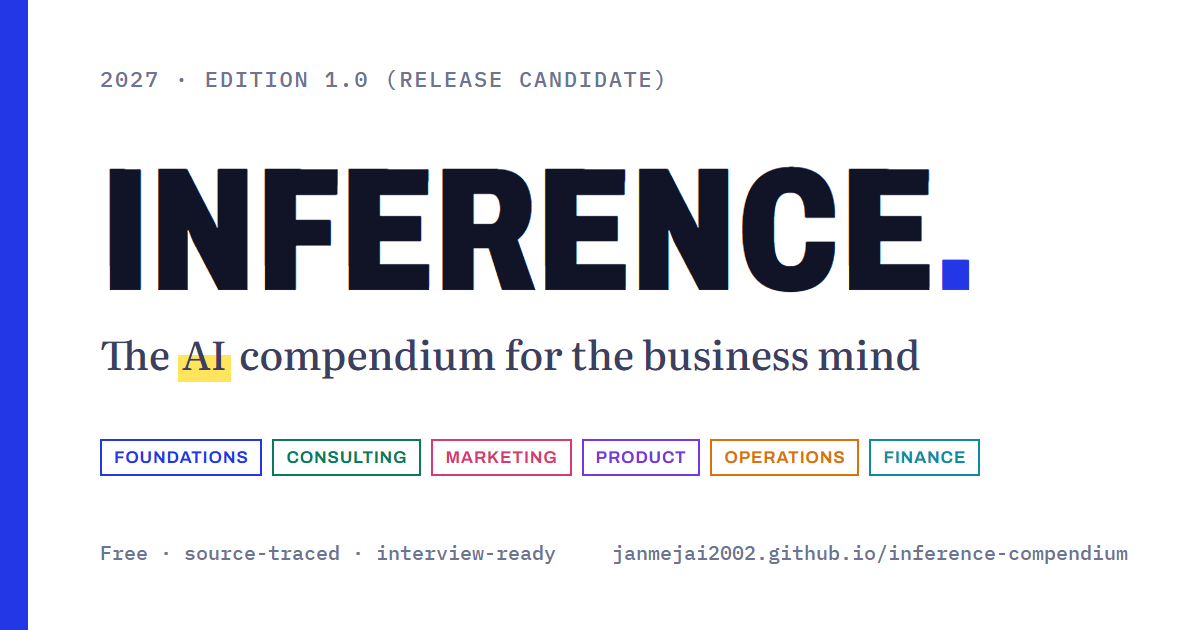 2027 · EDITION 1.0 (RELEASE CANDIDATE)
INFERENCE.
The AI compendium for the business mind
FOUNDATIONS CONSULTING MARKETING PRODUCT OPERATIONS FINANCE
Free · source-traced · interview-ready janmejai2002.github.io/inference-compendium